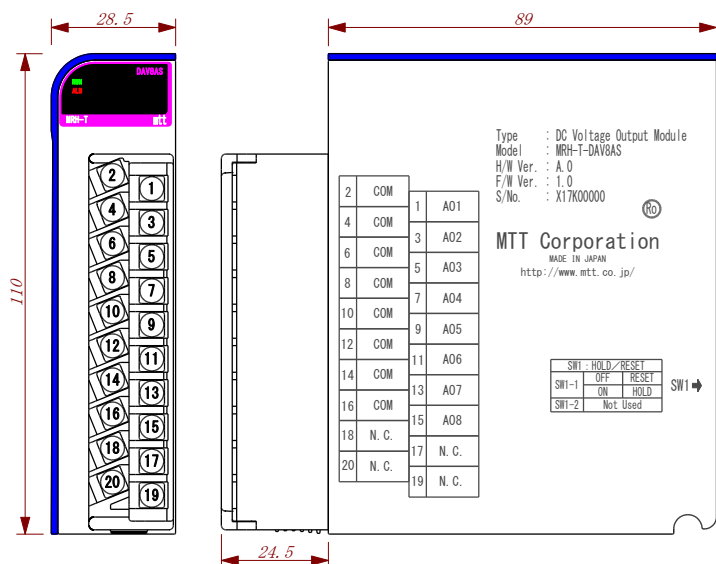 28.5
89
DAV8AS
RUN
ALM
MRH-T
mtt
110
2
1
4
3
6
5
8
7
10
9
12
11
14
13
16
15
18
17
20
19
24.5
2 COM
1 AO1
4 COM
3 AO2
6 COM
5 AO3
8 COM
7 AO4
10 COM
9 AO5
12 COM
11 AO6
14 COM
13 AO7
16 COM
15 AO8
18 N.C.
17 N.C.
20 N.C.
19 N.C.
Type : DC Voltage Output Module
Model : MRH-T-DAV8AS
H/W Ver. : A.0
F/W Ver. : 1.0
S/No. : X17K00000
Ro
MTT Corporation
MADE IN JAPAN
http://www.mtt.co.jp/
SW1：HOLD／RESET
SW1-1 OFF RESET
ON HOLD
SW1-2 Not Used
SW1➡